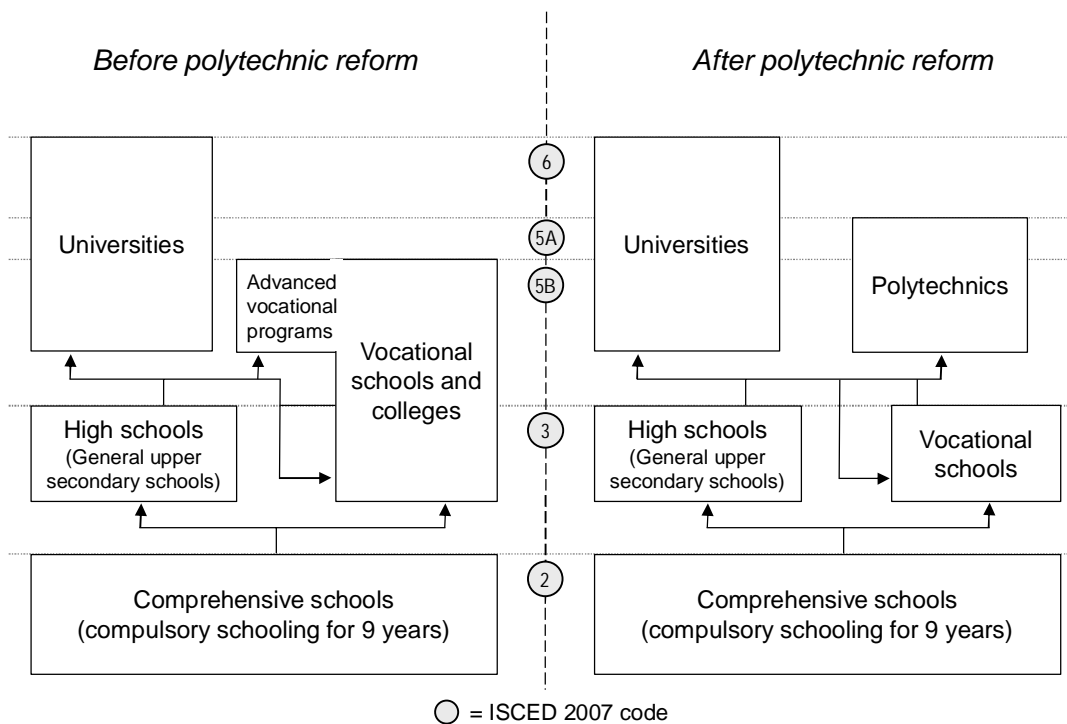 Before polytechnic reform
After polytechnic reform
6
Universities
5A
Universities
Advanced
vocational
programs
5B
Polytechnics
Vocational
schools and
colleges
High schools
(General upper
secondary schools)
3
High schools
(General upper
secondary schools)
Vocational
schools
2
Comprehensive schools
(compulsory schooling for 9 years)
Comprehensive schools
(compulsory schooling for 9 years)
= ISCED 2007 code